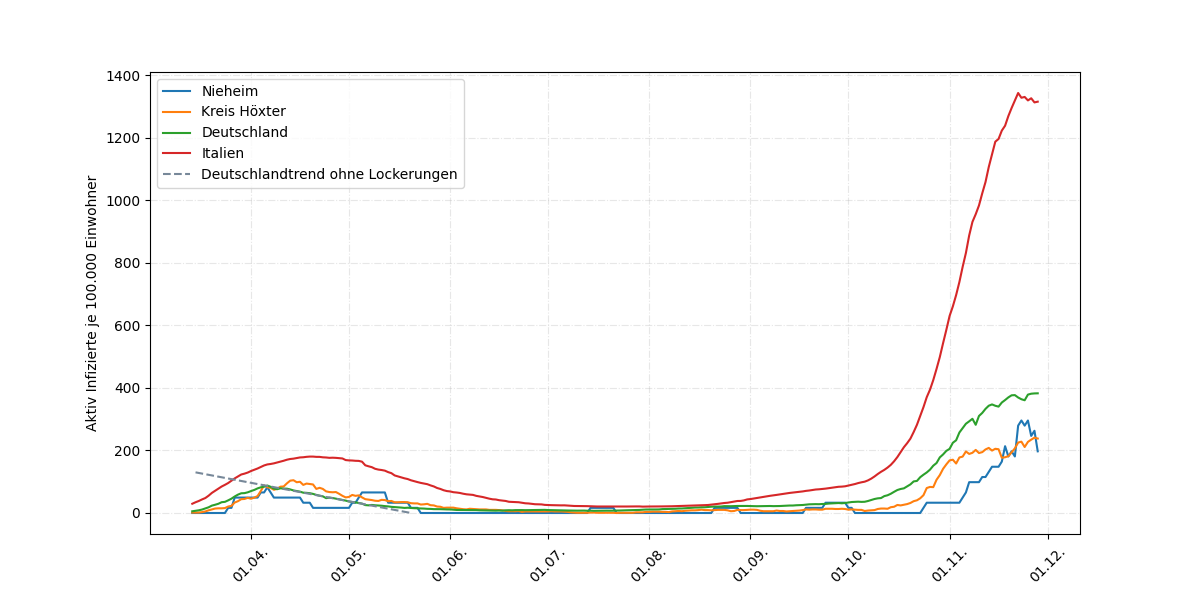 1400
1200
1000
800
600
400
200
0
Aktiv Infizierte je 100.000 Einwohner
Nieheim
Kreis Höxter
Deutschland
Italien
Deutschlandtrend ohne Lockerungen
01.04.
01.05.
01.06.
01.07.
01.08.
01.09.
01.10.
01.11.
01.12.